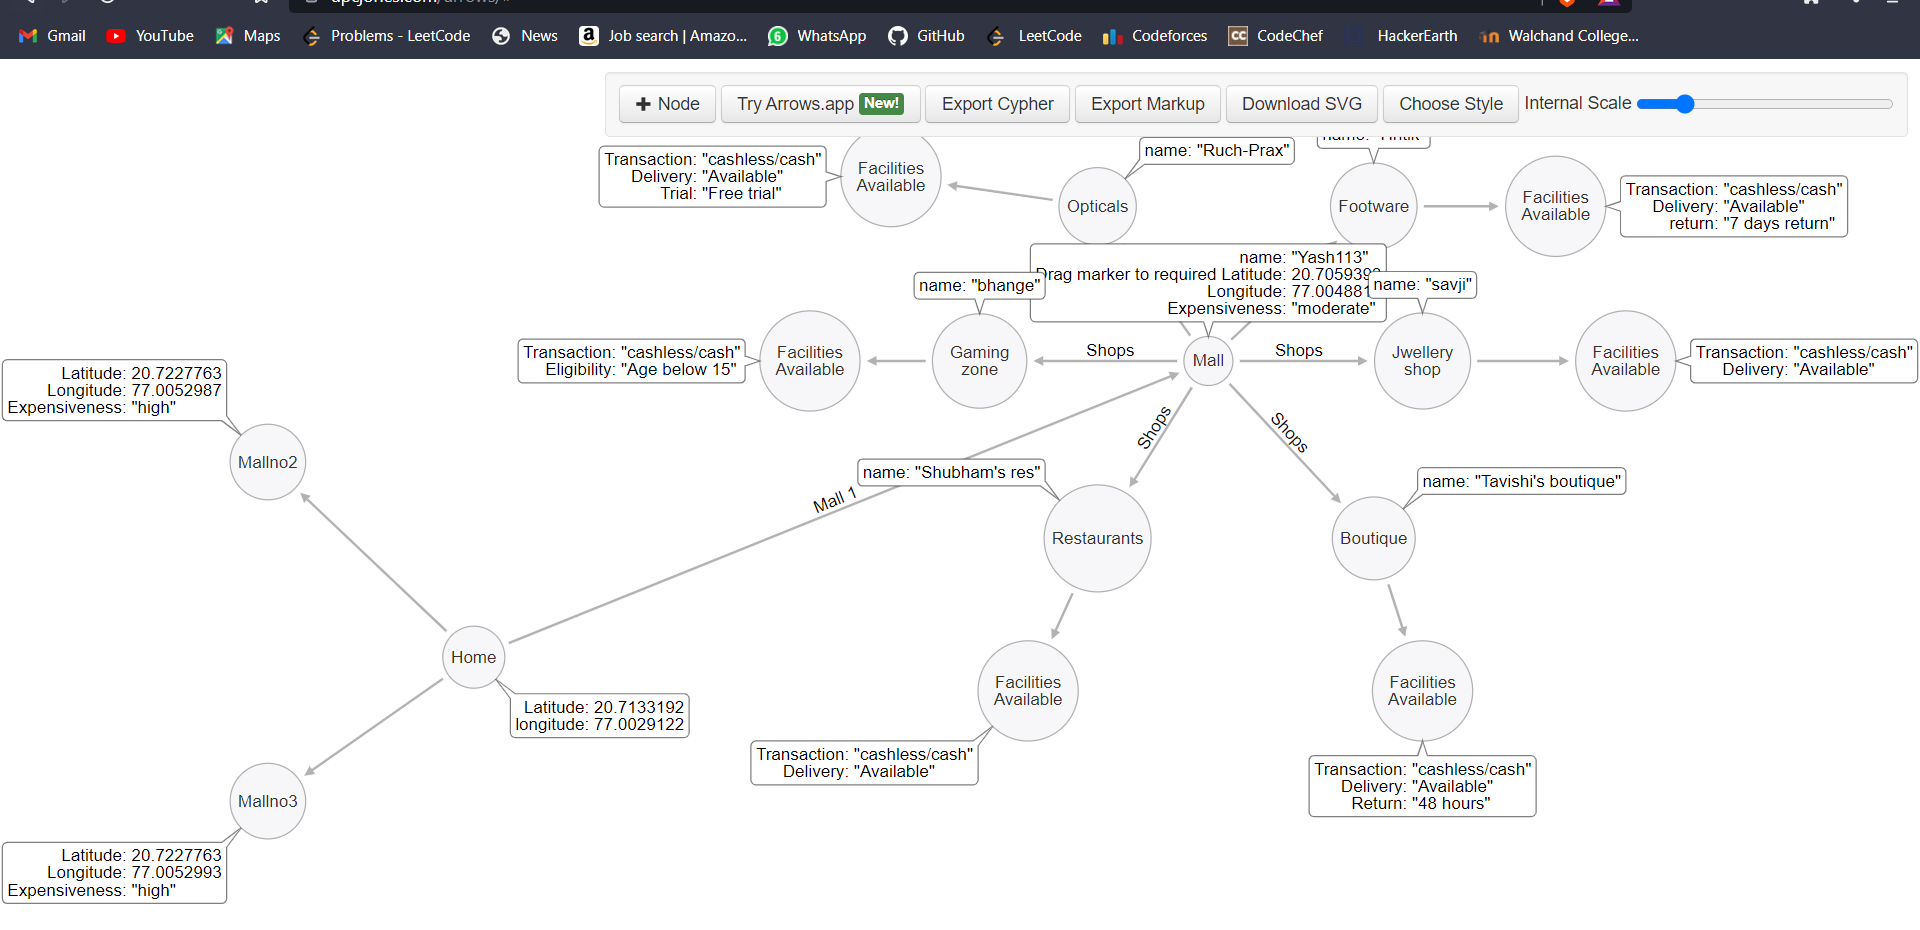 Gmail
YouTube
Maps
Problems - LeetCode
News
Job search | Amazo...
WhatsApp
GitHub
LeetCode
Codeforces
CodeChef
HackerEarth
Walchand College...
Node
Try Arrows.app New!
Export Cypher
Export Markup
Download SVG
Choose Style
Internal Scale
Transaction: "cashless/cash"
Delivery: "Available"
Trial: "Free trial"
Facilities
Available
name: "Ruch-Prax"
Opticals
Footware
Facilities
Available
Transaction: "cashless/cash"
Delivery: "Available"
return: "7 days return"
name: "Yash113"
Drag marker to required Latitude: 20.705939
Longitude: 77.004881
Expensiveness: "moderate"
name: "bhange"
name: "savji"
Transaction: "cashless/cash"
Eligibility: "Age below 15"
Facilities
Available
Gaming
zone
Shops
Mall
Shops
Jwellery
shop
Facilities
Available
Transaction: "cashless/cash"
Delivery: "Available"
Latitude: 20.7227763
Longitude: 77.0052987
Expensiveness: "high"
Mallno2
Shops
Shops
name: "Shubham's res"
name: "Tavishi's boutique"
Mall 1
Restaurants
Boutique
Home
Latitude: 20.7133192
longitude: 77.0029122
Facilities
Available
Facilities
Available
Transaction: "cashless/cash"
Delivery: "Available"
Transaction: "cashless/cash"
Delivery: "Available"
Return: "48 hours"
Mallno3
Latitude: 20.7227763
Longitude: 77.0052993
Expensiveness: "high"